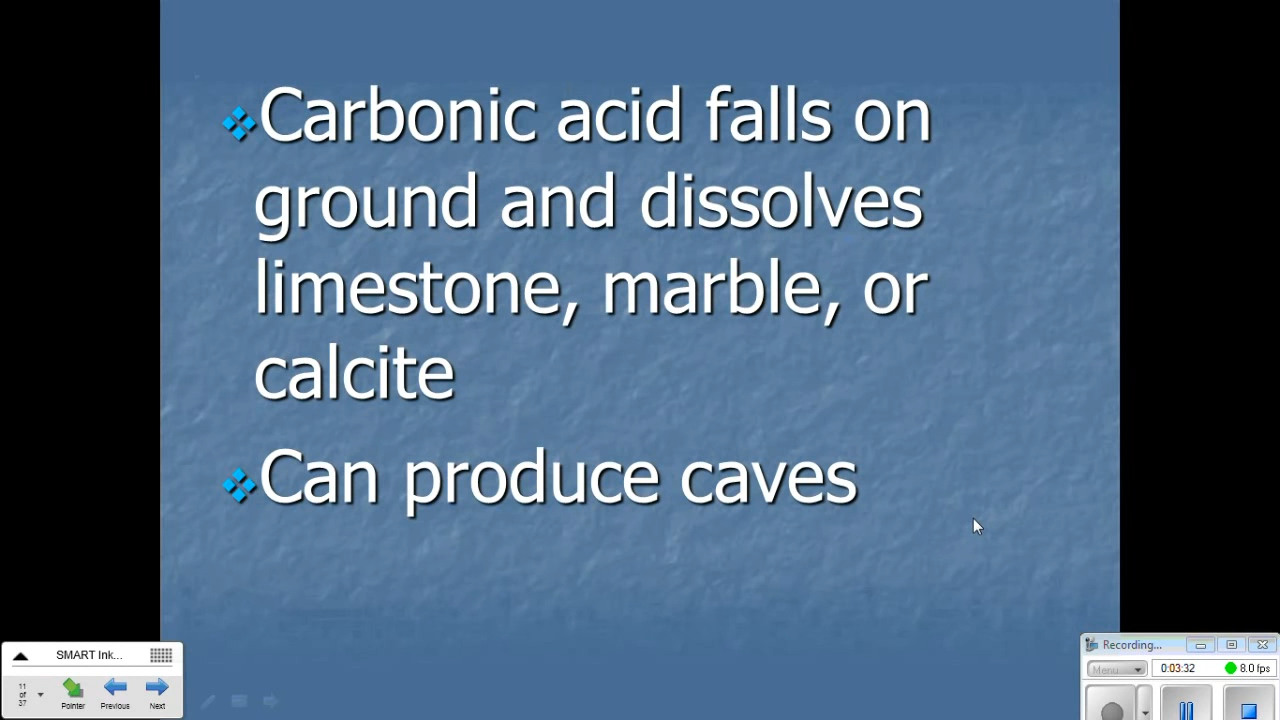 Carbonic acid falls on
ground and dissolves
limestone, marble, or
calcite
Can produce caves
SMART Ink...
11
of
37
Pointer
Previous
Next
Recording...
Menu
0:03:32
8.0 fps